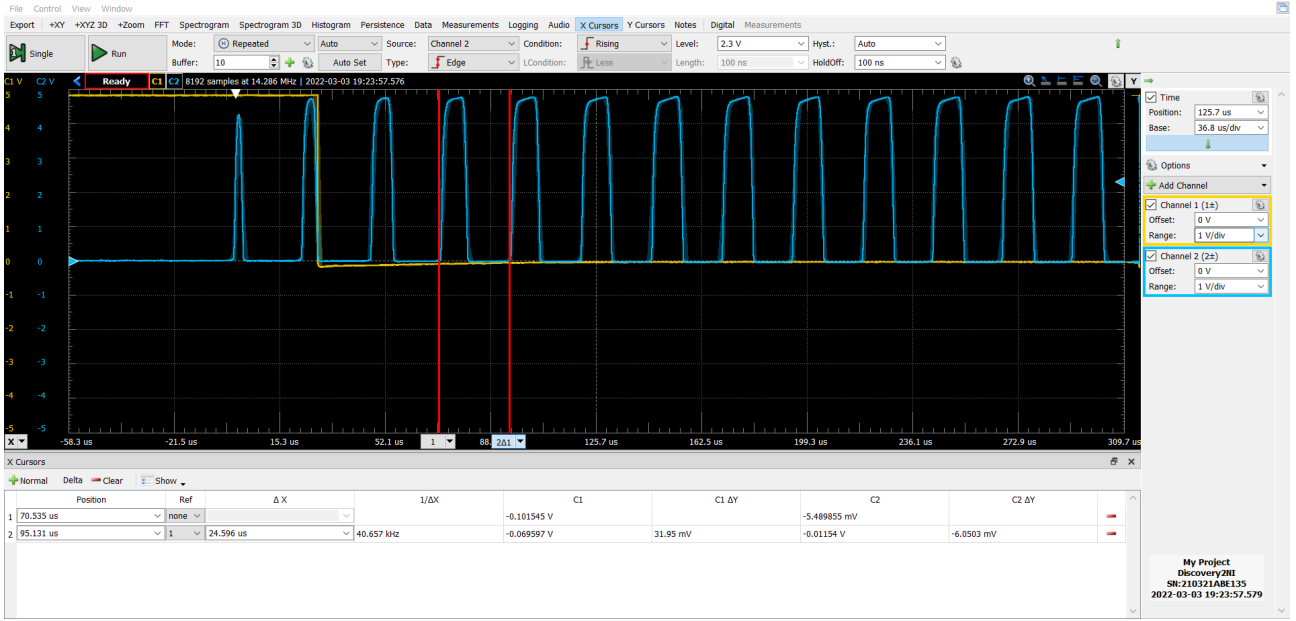 File Control View Window
Export +XY +XYZ 3D +Zoom FFT Spectrogram Spectrogram 3D Histogram Persistence Data Measurements Logging Audio X Cursors Y Cursors Notes Digital Measurements
Single Run Mode: Repeated Auto Source: Channel 2 Condition: Rising Level: 2.3 V Hyst.: Auto
Buffer: 10 Auto Set Type: Edge LCondition: Less Length: 100 ns HoldOff: 100 ns
C1 V C2 V Ready C1 C2 8192 samples at 14.286 MHz | 2022-03-03 19:23:57.576 Y
5 5
4 4
3 3
2 2
1 1
0 0
-1 -1
-2 -2
-3 -3
-4 -4
-5 -5
X -58.3 us -21.5 us 15.3 us 52.1 us 1 88. 2Δ1 125.7 us 162.5 us 199.3 us 236.1 us 272.9 us 309.7 us
Time
Position: 125.7 us
Base: 36.8 us/div
Options
Add Channel
Channel 1 (1±)
Offset: 0 V
Range: 1 V/div
Channel 2 (2±)
Offset: 0 V
Range: 1 V/div
X Cursors
Normal Delta Clear Show
Position Ref Δ X 1/ΔX C1 C1 ΔY C2 C2 ΔY
1 70.535 us none -0.101545 V -5.489855 mV
2 95.131 us 1 24.596 us 40.657 kHz -0.069597 V 31.95 mV -0.01154 V -6.0503 mV
My Project
Discovery2NI
SN:210321ABE135
2022-03-03 19:23:57.579